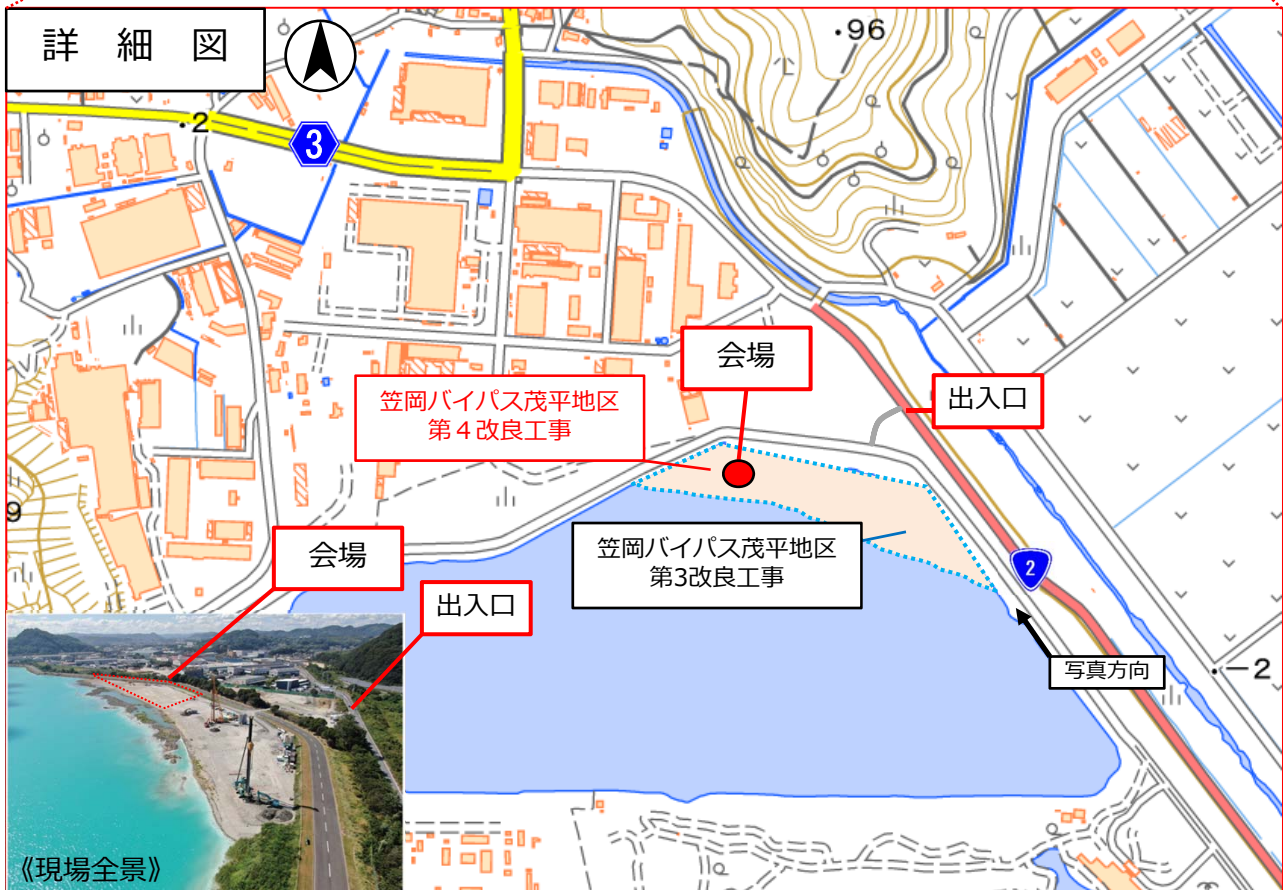 詳 細 図
・96
・2
3
会場
笠岡バイパス茂平地区
第４改良工事
出入口
9
笠岡バイパス茂平地区
第3改良工事
会場
2
出入口
写真方向
・－2
《現場全景》